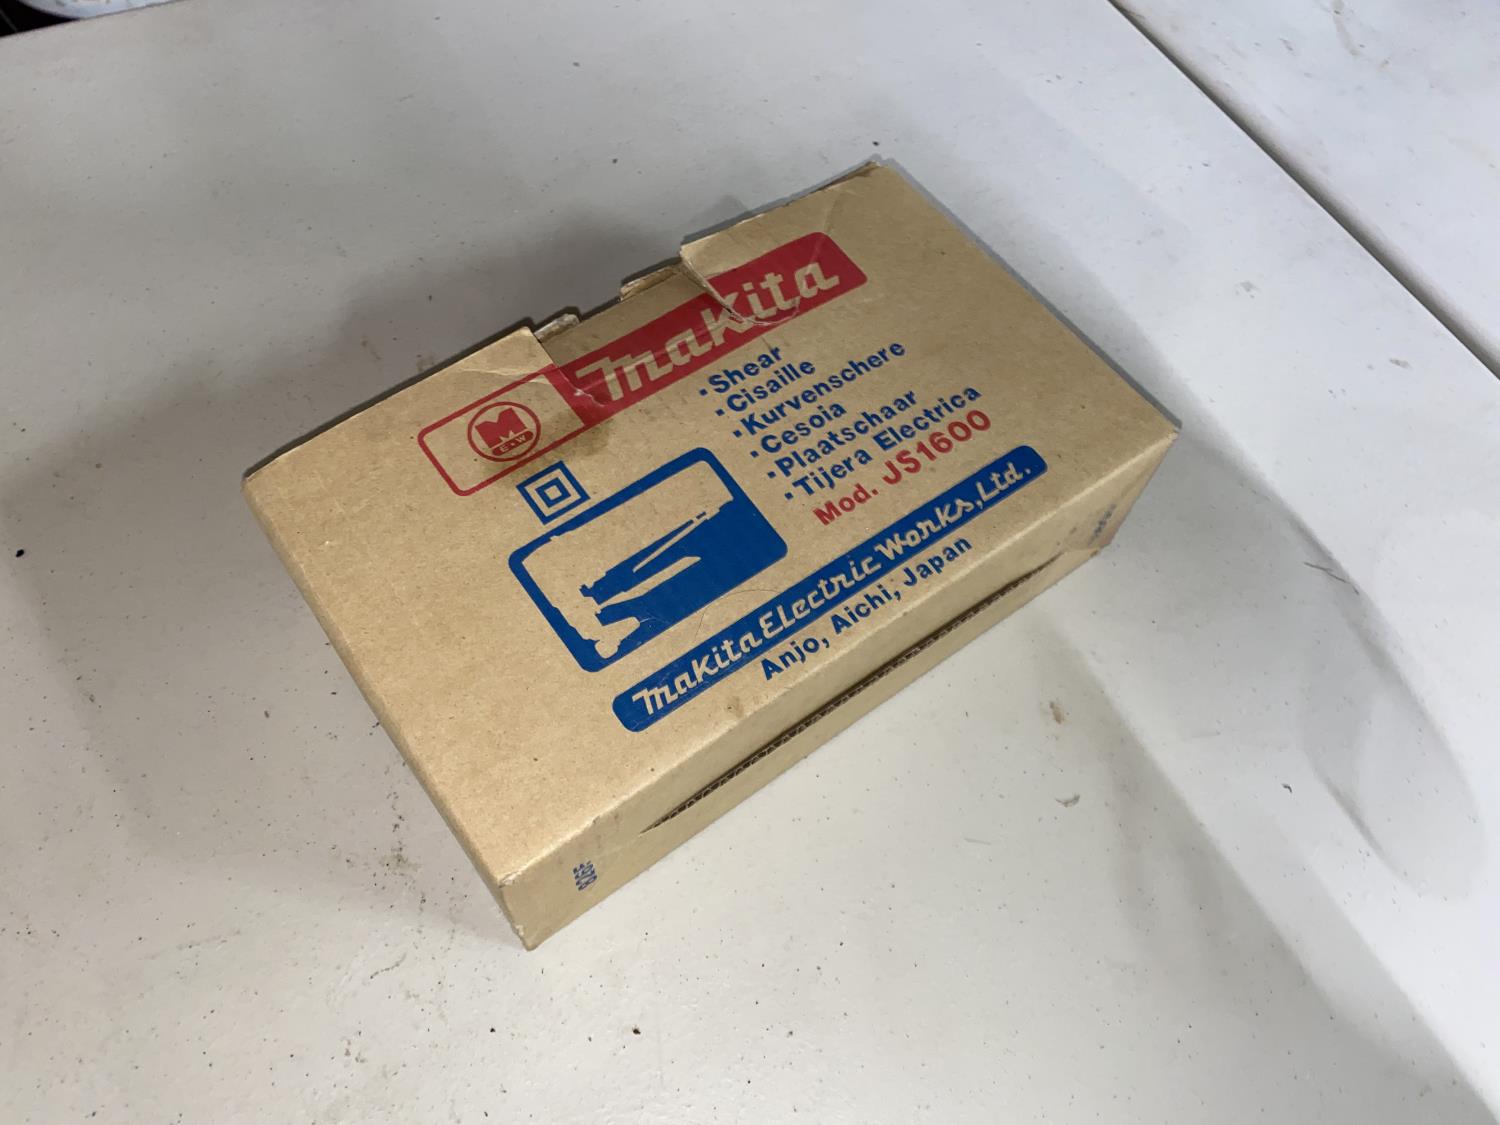 Makita
M
E·W
·Shear
·Cisaille
·Kurvenschere
·Cesoia
·Plaatschaar
·Tijera Electrica
Mod. JS1600
Makita Electric Works, Ltd.
Anjo, Aichi, Japan